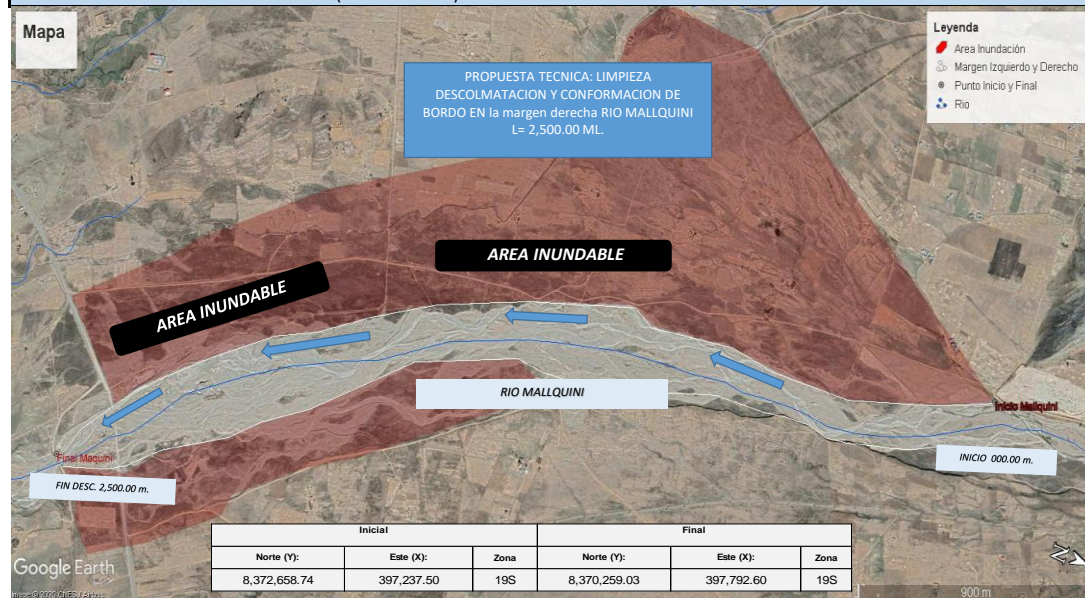 Mapa
PROPUESTA TECNICA: LIMPIEZA
DESCOLMATACION Y CONFORMACION DE
BORDO EN la margen derecha RIO MALLQUINI
L= 2,500.00 ML.
Leyenda
Area Inundación
Margen Izquierdo y Derecho
Punto Inicio y Final
Rio
AREA INUNDABLE
AREA INUNDABLE
RIO MALLQUINI
Inicio Mallquini
INICIO 000.00 m.
Final Maquini
FIN DESC. 2,500.00 m.
Inicial Final
Norte (Y): Este (X): Zona Norte (Y): Este (X): Zona
8,372,658.74 397,237.50 19S 8,370,259.03 397,792.60 19S
Google Earth
900 m